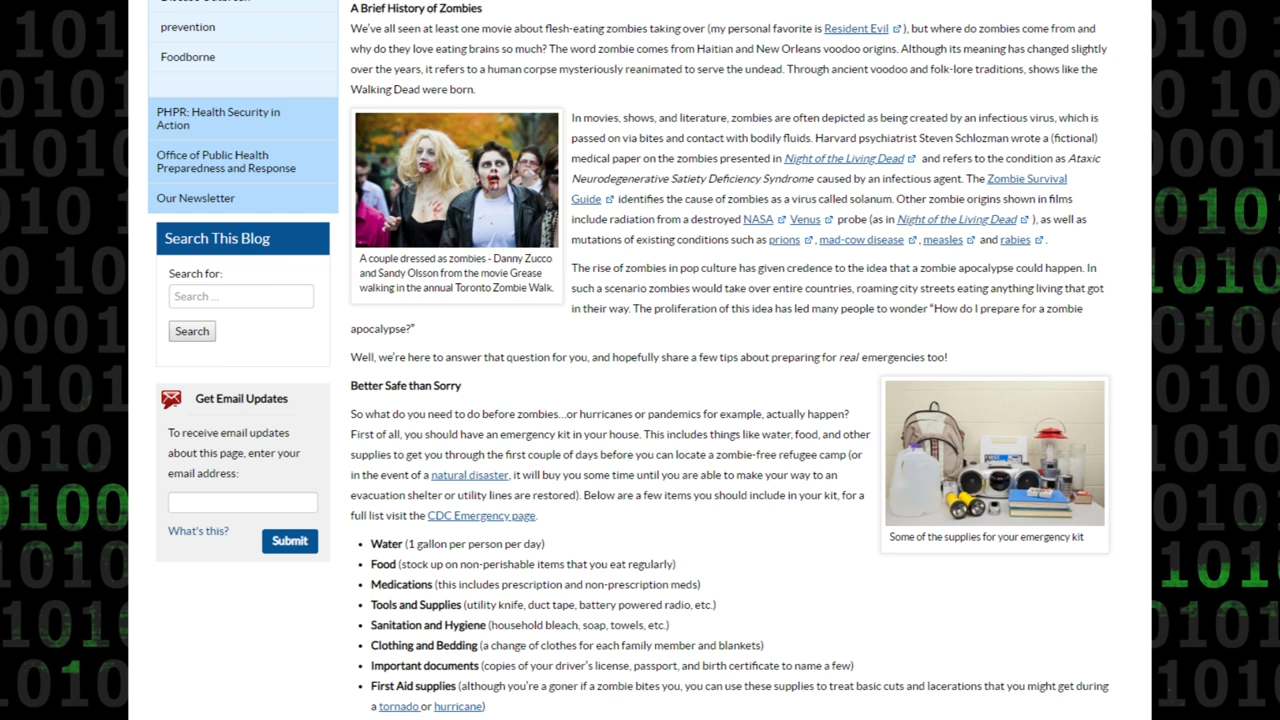 prevention
Foodborne
PHPR: Health Security in
Action
Office of Public Health
Preparedness and Response
Our Newsletter
Search This Blog
Search for:
Search ...
Search
Get Email Updates
To receive email updates
about this page, enter your
email address:
What's this?
Submit
A Brief History of Zombies
We've all seen at least one movie about flesh-eating zombies taking over (my personal favorite is Resident Evil ), but where do zombies come from and
why do they love eating brains so much? The word zombie comes from Haitian and New Orleans voodoo origins. Although its meaning has changed slightly
over the years, it refers to a human corpse mysteriously reanimated to serve the undead. Through ancient voodoo and folk-lore traditions, shows like the
Walking Dead were born.
A couple dressed as zombies - Danny Zucco
and Sandy Olsson from the movie Grease
walking in the annual Toronto Zombie Walk.
In movies, shows, and literature, zombies are often depicted as being created by an infectious virus, which is
passed on via bites and contact with bodily fluids. Harvard psychiatrist Steven Schlozman wrote a (fictional)
medical paper on the zombies presented in Night of the Living Dead and refers to the condition as Ataxic
Neurodegenerative Satiety Deficiency Syndrome caused by an infectious agent. The Zombie Survival
Guide identifies the cause of zombies as a virus called solanum. Other zombie origins shown in films
include radiation from a destroyed NASA Venus probe (as in Night of the Living Dead ), as well as
mutations of existing conditions such as prions , mad-cow disease , measles and rabies .
The rise of zombies in pop culture has given credence to the idea that a zombie apocalypse could happen. In
such a scenario zombies would take over entire countries, roaming city streets eating anything living that got
in their way. The proliferation of this idea has led many people to wonder “How do I prepare for a zombie
apocalypse?”
Well, we're here to answer that question for you, and hopefully share a few tips about preparing for real emergencies too!
Better Safe than Sorry
So what do you need to do before zombies…or hurricanes or pandemics for example, actually happen?
First of all, you should have an emergency kit in your house. This includes things like water, food, and other
supplies to get you through the first couple of days before you can locate a zombie-free refugee camp (or
in the event of a natural disaster, it will buy you some time until you are able to make your way to an
evacuation shelter or utility lines are restored). Below are a few items you should include in your kit, for a
full list visit the CDC Emergency page.
Some of the supplies for your emergency kit
• Water (1 gallon per person per day)
• Food (stock up on non-perishable items that you eat regularly)
• Medications (this includes prescription and non-prescription meds)
• Tools and Supplies (utility knife, duct tape, battery powered radio, etc.)
• Sanitation and Hygiene (household bleach, soap, towels, etc.)
• Clothing and Bedding (a change of clothes for each family member and blankets)
• Important documents (copies of your driver's license, passport, and birth certificate to name a few)
• First Aid supplies (although you're a goner if a zombie bites you, you can use these supplies to treat basic cuts and lacerations that you might get during
a tornado or hurricane)